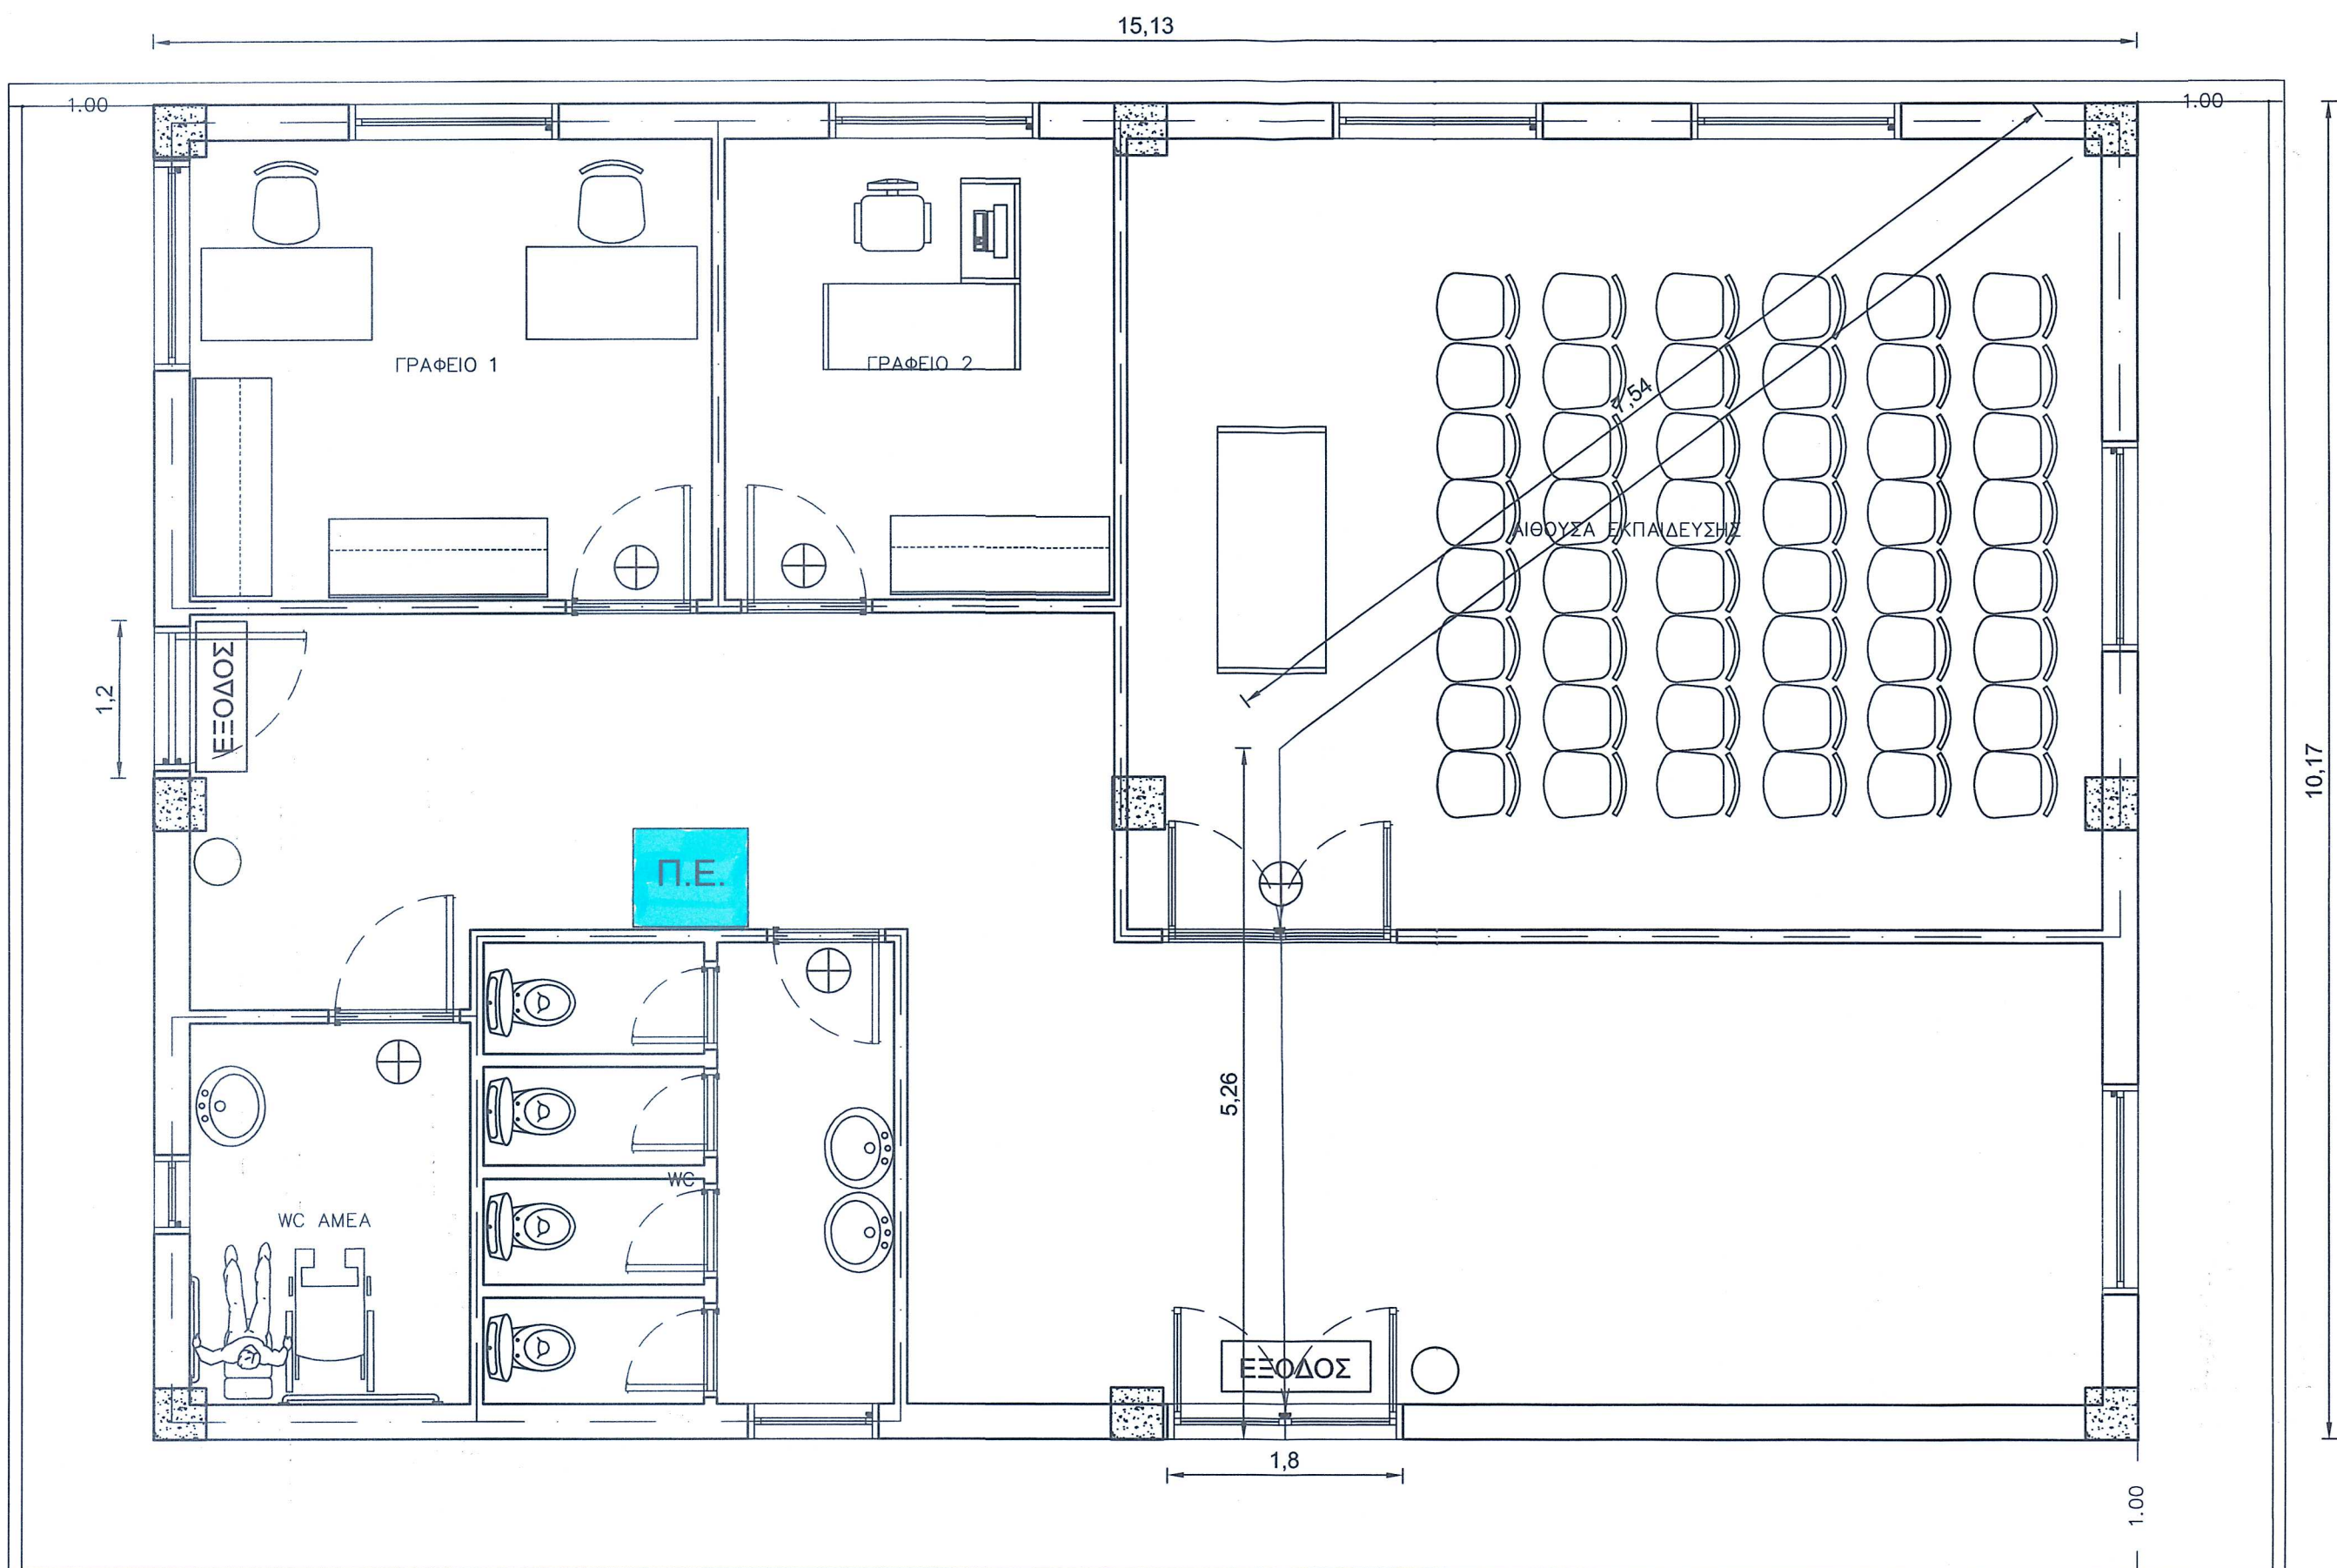 15,13
1.00
1.00
ΓΡΑΦΕΙΟ 1
ΓΡΑΦΕΙΟ 2
7,54
ΑΙΘΟΥΣΑ ΕΚΠΑΙΔΕΥΣΗΣ
ΕΞΟΔΟΣ
1,2
10,17
Π.Ε.
5,26
WC
WC ΑΜΕΑ
ΕΞΟΔΟΣ
1,8
1.00